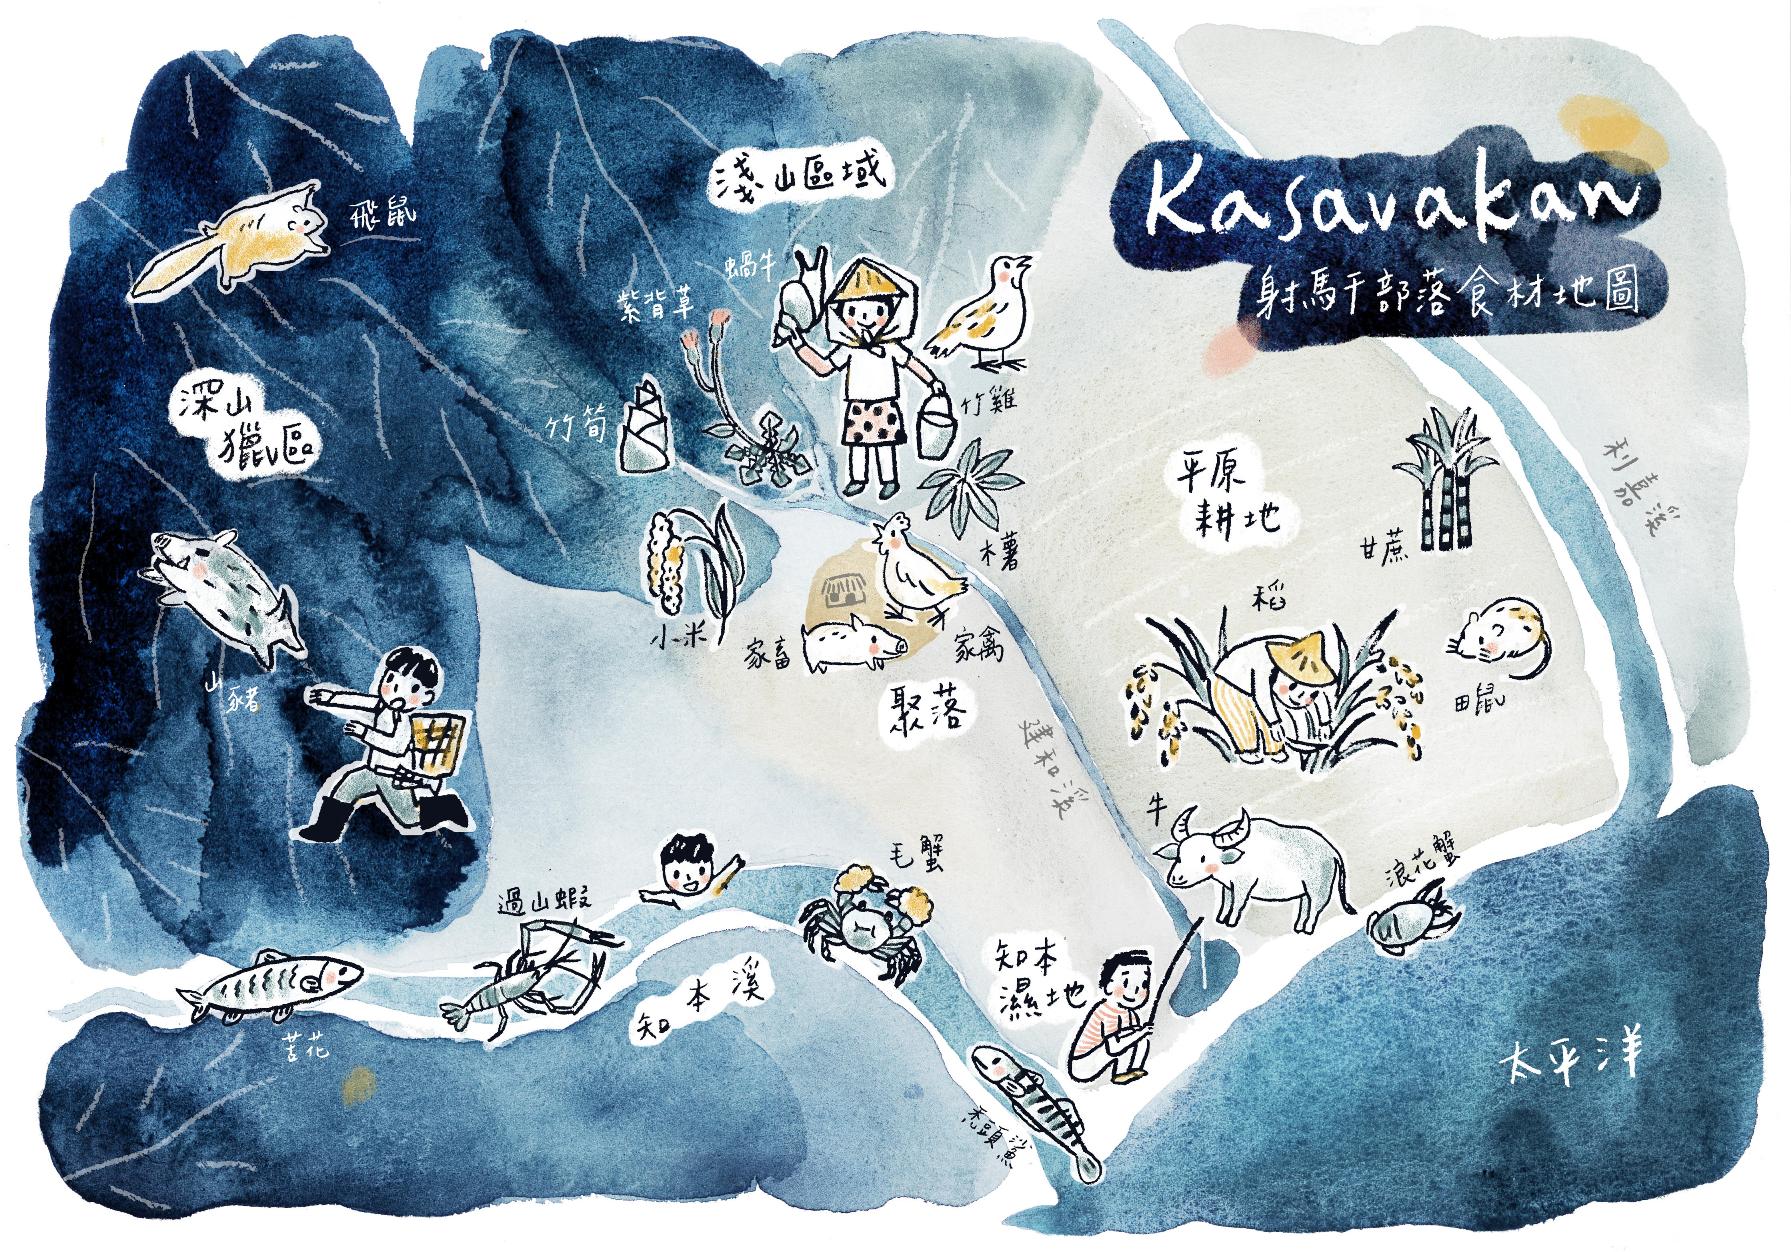 Kasavakan
射馬干部落食材地圖
淺山區域
飛鼠
蝸牛
紫背草
竹筍
竹雞
深山
獵區
平原
耕地
利嘉溪
甘蔗
木薯
稻
小米
家畜
家禽
田鼠
山豬
聚落
建和溪
牛
毛蟹
浪花蟹
過山蝦
知本溪
知本
濕地
苦花
太平洋
禿頭鯊